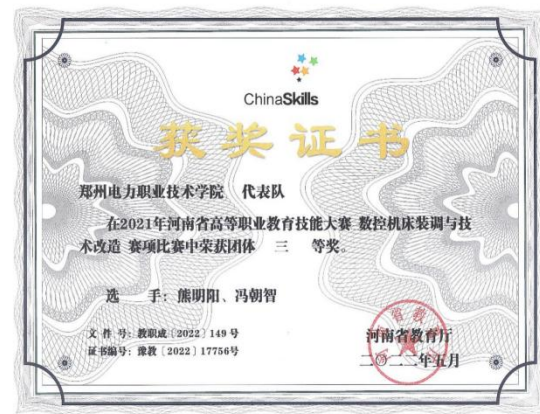 ChinaSkills
获奖证书
郑州电力职业技术学院 代表队
在2021年河南省高等职业教育技能大赛 数控机床装调与技
术改造 赛项比赛中荣获团体 三 等奖。
选 手：熊明阳、冯朝智
文 件 号：教职成〔2022〕149 号
证书编号：豫教〔2022〕17756号
河南省教育厅
二〇二二年五月